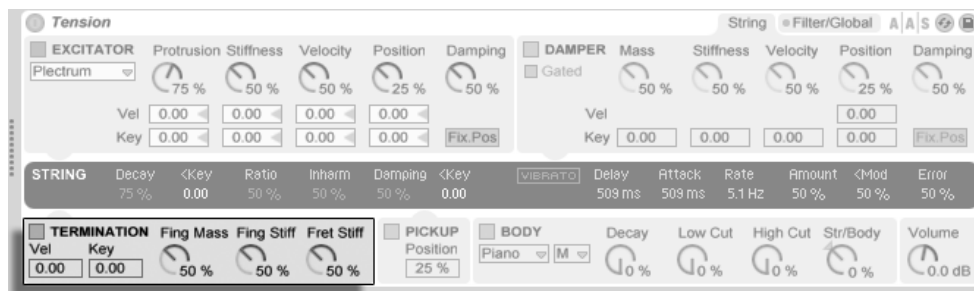 Tension String Filter/Global A A S
EXCITATOR Protrusion Stiffness Velocity Position Damping DAMPER Mass Stiffness Velocity Position Damping
Plectrum Gated
75 % 50 % 50 % 25 % 50 % 50 % 50 % 50 % 25 % 50 %
Vel 0.00 0.00 0.00 0.00 Vel 0.00
Key 0.00 0.00 0.00 0.00 Fix.Pos Key 0.00 0.00 0.00 0.00 Fix.Pos
STRING Decay <Key Ratio Inharm Damping <Key VIBRATO Delay Attack Rate Amount <Mod Error
75 % 0.00 50 % 50 % 50 % 0.00 509 ms 509 ms 5.1 Hz 50 % 50 % 50 %
TERMINATION Fing Mass Fing Stiff Fret Stiff PICKUP BODY Decay Low Cut High Cut Str/Body Volume
Vel Key Position Piano M
0.00 0.00 50 % 50 % 50 % 25 % 0 % 0 % 0 % 0 % 0.0 dB